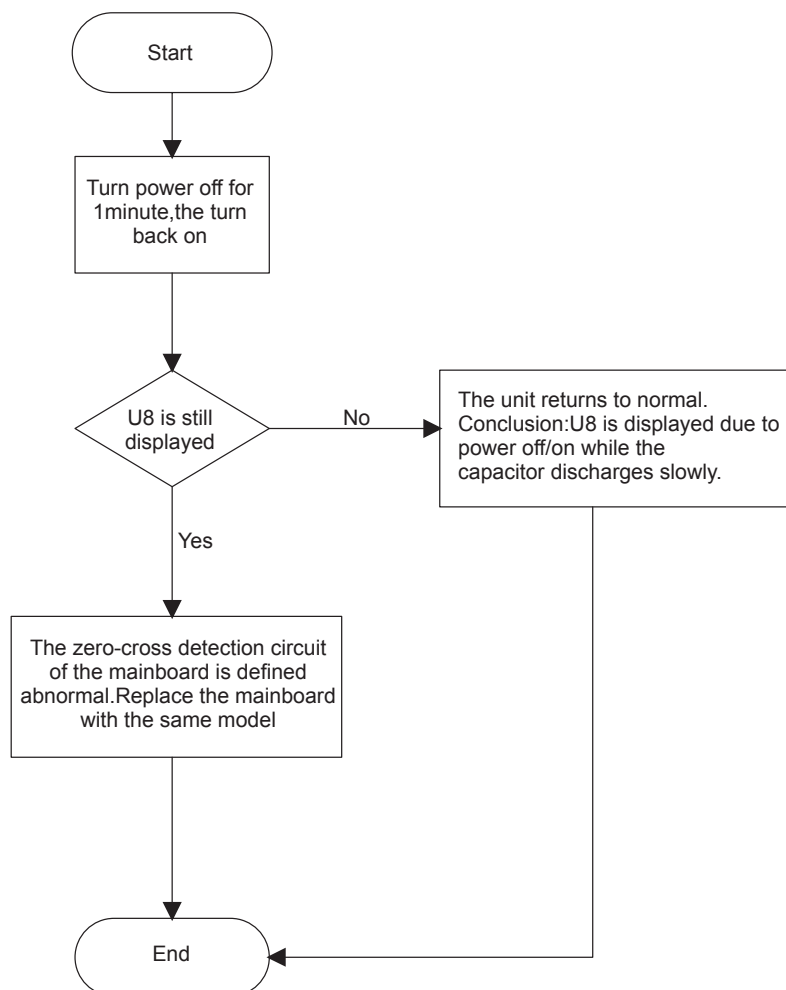 Start
Turn power off for
1minute,the turn
back on
U8 is still
displayed
No
The unit returns to normal.
Conclusion:U8 is displayed due to
power off/on while the
capacitor discharges slowly.
Yes
The zero-cross detection circuit
of the mainboard is defined
abnormal.Replace the mainboard
with the same model
End